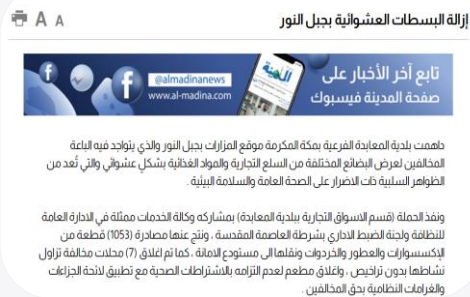 إزالة البسطات العشوائية بجبل النور
A A
تابع آخر الأخبار على
صفحة المدينة فيسبوك
المدينة
@almadinanews
www.al-madina.com
داهمت بلدية المعابدة الفرعية بمكة المكرمة موقع المزارات بجبل النور والذي يتواجد فيه الباعة
المخالفين لعرض البضائع المختلفة من السلع التجارية والمواد الغذائية بشكلٍ عشوائي والتي تُعد من
الظواهر السلبية ذات الاضرار على الصحة العامة والسلامة البيئية .
ونفذ الحملة (قسم الاسواق التجارية ببلدية المعابدة) بمشاركه وكالة الخدمات ممثلة في الادارة العامة
للنظافة ولجنة الضبط الاداري بشرطة العاصمة المقدسة ، ونتج عنها مصادرة (1053) قطعة من
الإكسسوارات والعطور والخردوات ونقلها الى مستودع الامانة ، كما تم اغلاق (7) محلات مخالفة تزاول
نشاطها بدون تراخيص ، واغلاق مطعم لعدم التزامه بالاشتراطات الصحية مع تطبيق لائحة الجزاءات
والغرامات النظامية بحق المخالفين .